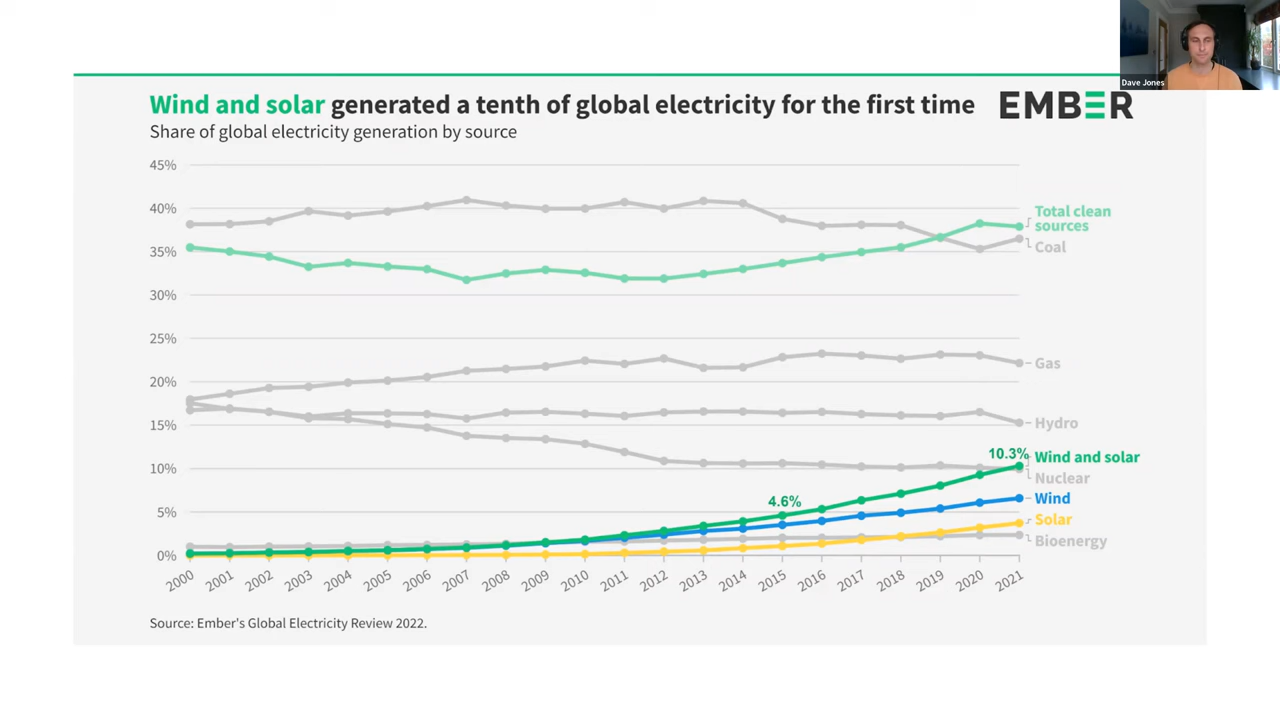 Dave Jones
Wind and solar generated a tenth of global electricity for the first time
EMBER
Share of global electricity generation by source
45%
40%
35%
30%
25%
20%
15%
10%
5%
0%
Total clean
sources
Coal
Gas
Hydro
10.3%
Wind and solar
Nuclear
4.6%
Wind
Solar
Bioenergy
2000 2001 2002 2003 2004 2005 2006 2007 2008 2009 2010 2011 2012 2013 2014 2015 2016 2017 2018 2019 2020 2021
Source: Ember's Global Electricity Review 2022.